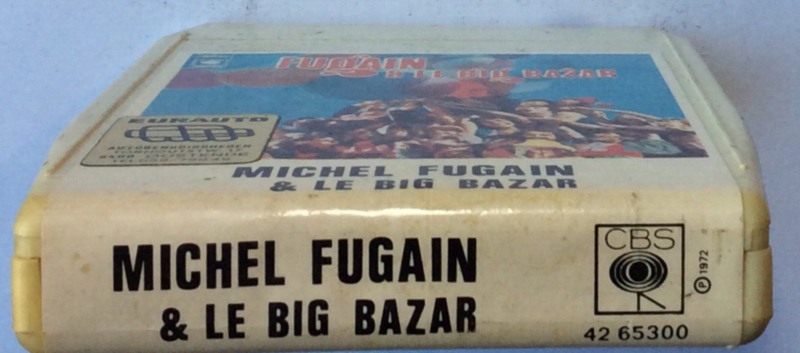 FUGAIN
& LE BIG BAZAR
EURAUTO
TEL.
MICHEL FUGAIN
& LE BIG BAZAR
MICHEL FUGAIN
& LE BIG BAZAR
CBS
℗ 1972
42 65300